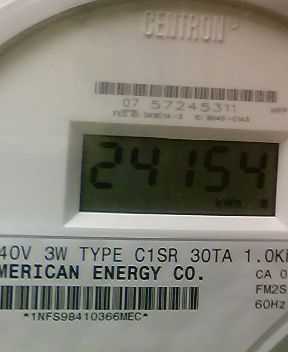 CENTRON
07 57245311
24154
kWh
40V 3W TYPE C1SR 30TA 1.0K
MERICAN ENERGY CO.
CA 0
FM2S
60Hz
*1NFS98410366MEC*